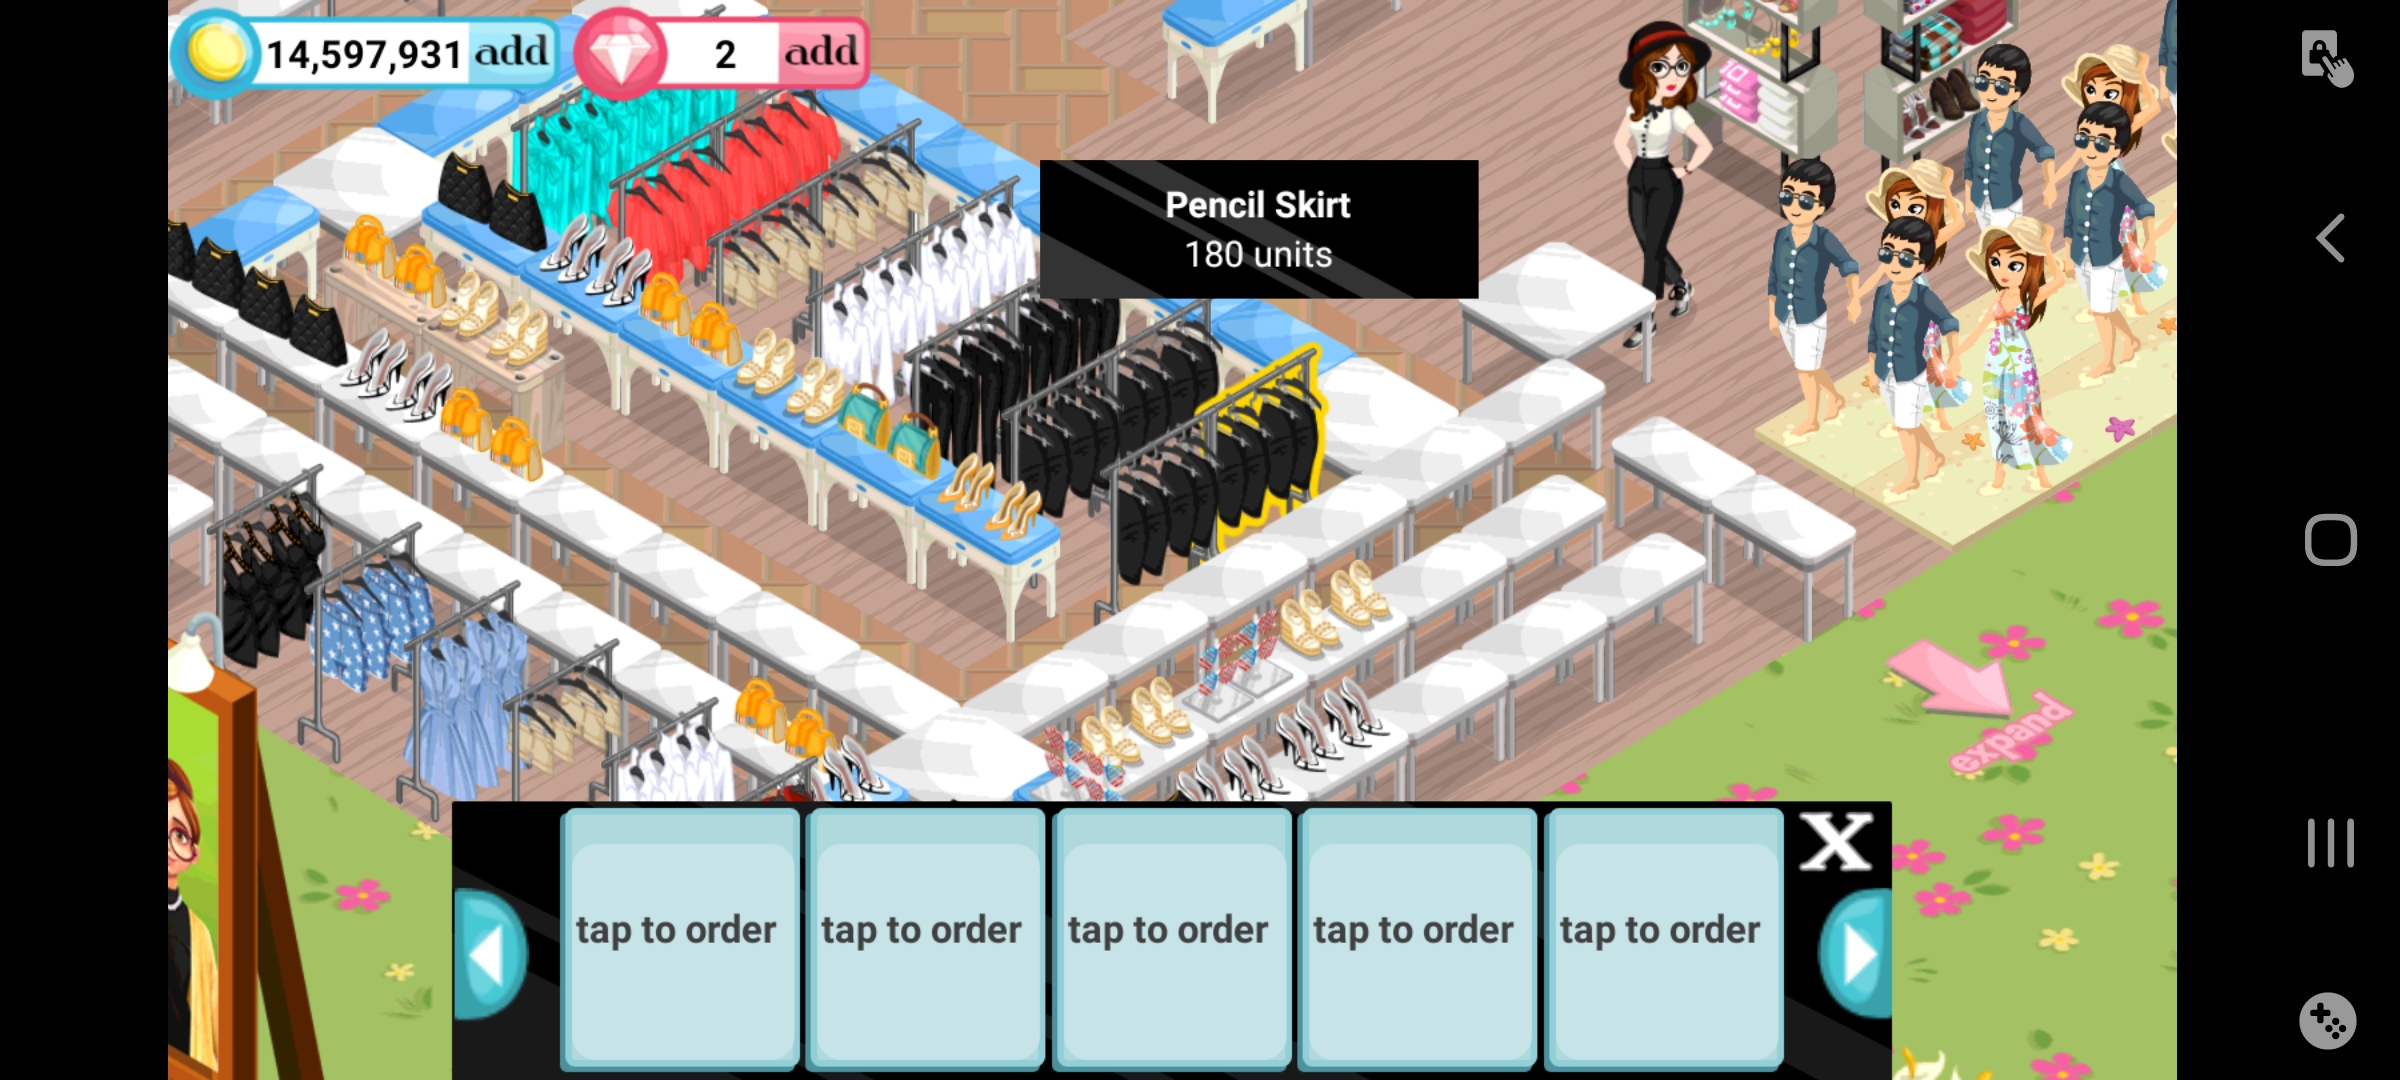 14,597,931 add
2 add
Pencil Skirt
180 units
expand
X
tap to order
tap to order
tap to order
tap to order
tap to order